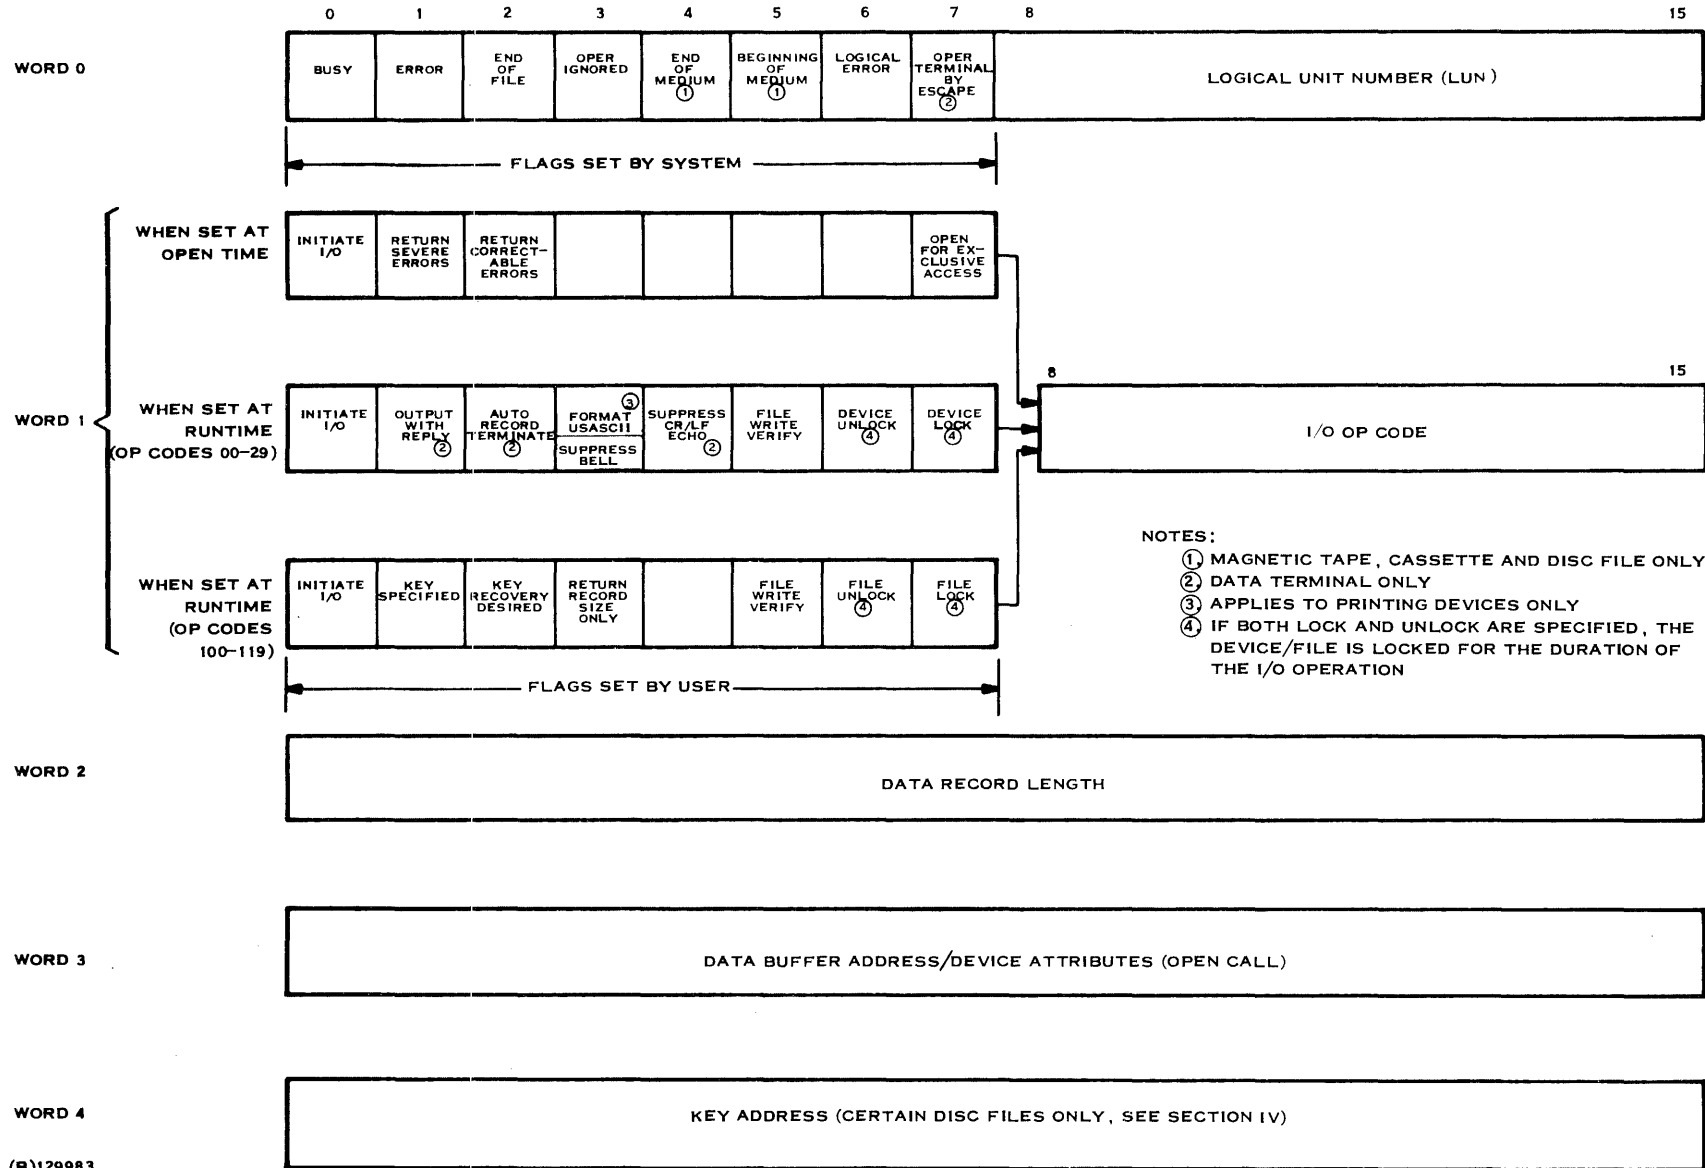 0 1 2 3 4 5 6 7 8 15
WORD 0
BUSY
ERROR
END
OF
FILE
OPER
IGNORED
END
OF
MEDIUM
①
BEGINNING
OF
MEDIUM
①
LOGICAL
ERROR
OPER
TERMINAL
BY
ESCAPE
②
LOGICAL UNIT NUMBER (LUN)
FLAGS SET BY SYSTEM
WORD 1
WHEN SET AT
OPEN TIME
INITIATE
I/O
RETURN
SEVERE
ERRORS
RETURN
CORRECT-
ABLE
ERRORS
OPEN
FOR EX-
CLUSIVE
ACCESS
WHEN SET AT
RUNTIME
(OP CODES 00-29)
INITIATE
I/O
OUTPUT
WITH
REPLY
②
AUTO
RECORD
TERMINATE
②
③
FORMAT
USASCII
SUPPRESS
BELL
SUPPRESS
CR/LF
ECHO
②
FILE
WRITE
VERIFY
DEVICE
UNLOCK
④
DEVICE
LOCK
④
8 15
I/O OP CODE
WHEN SET AT
RUNTIME
(OP CODES
100-119)
INITIATE
I/O
KEY
SPECIFIED
KEY
RECOVERY
DESIRED
RETURN
RECORD
SIZE
ONLY
FILE
WRITE
VERIFY
FILE
UNLOCK
④
FILE
LOCK
④
FLAGS SET BY USER
NOTES:
①, MAGNETIC TAPE, CASSETTE AND DISC FILE ONLY
②, DATA TERMINAL ONLY
③, APPLIES TO PRINTING DEVICES ONLY
④, IF BOTH LOCK AND UNLOCK ARE SPECIFIED, THE
DEVICE/FILE IS LOCKED FOR THE DURATION OF
THE I/O OPERATION
WORD 2
DATA RECORD LENGTH
WORD 3
DATA BUFFER ADDRESS/DEVICE ATTRIBUTES (OPEN CALL)
WORD 4
KEY ADDRESS (CERTAIN DISC FILES ONLY, SEE SECTION IV)
(B)129983